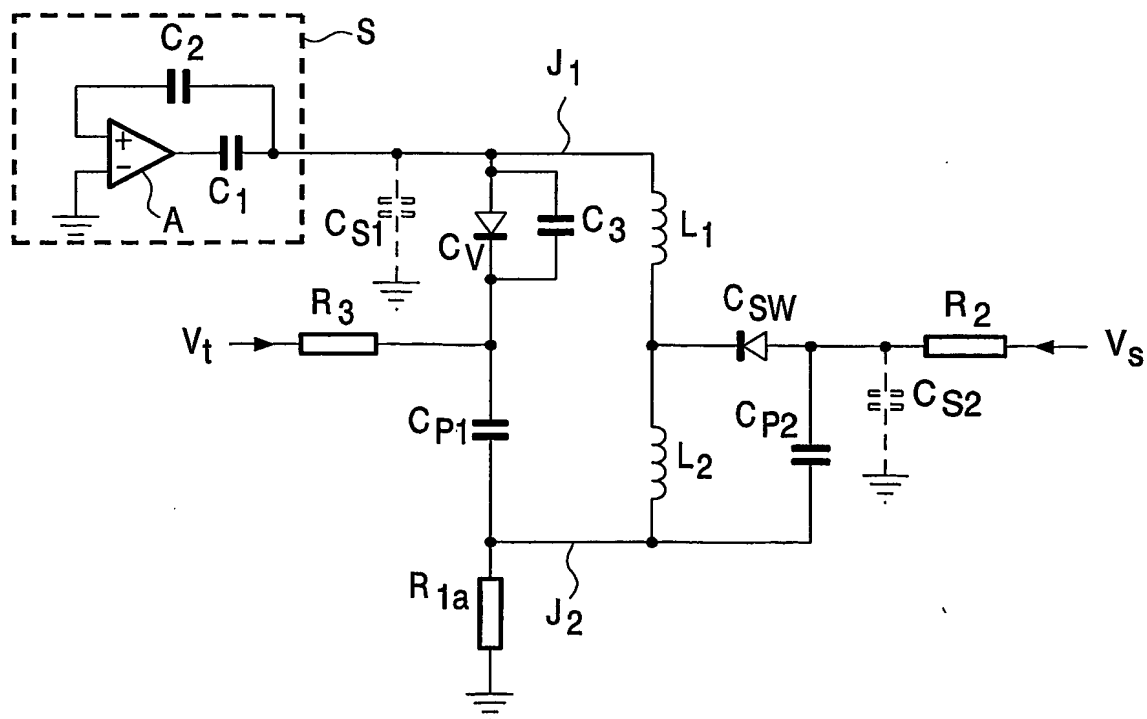 C2
S
J1
+
−
A
C1
CS1
CV
C3
L1
R3
Vt
CSW
R2
Vs
CP1
CP2
CS2
L2
R1a
J2